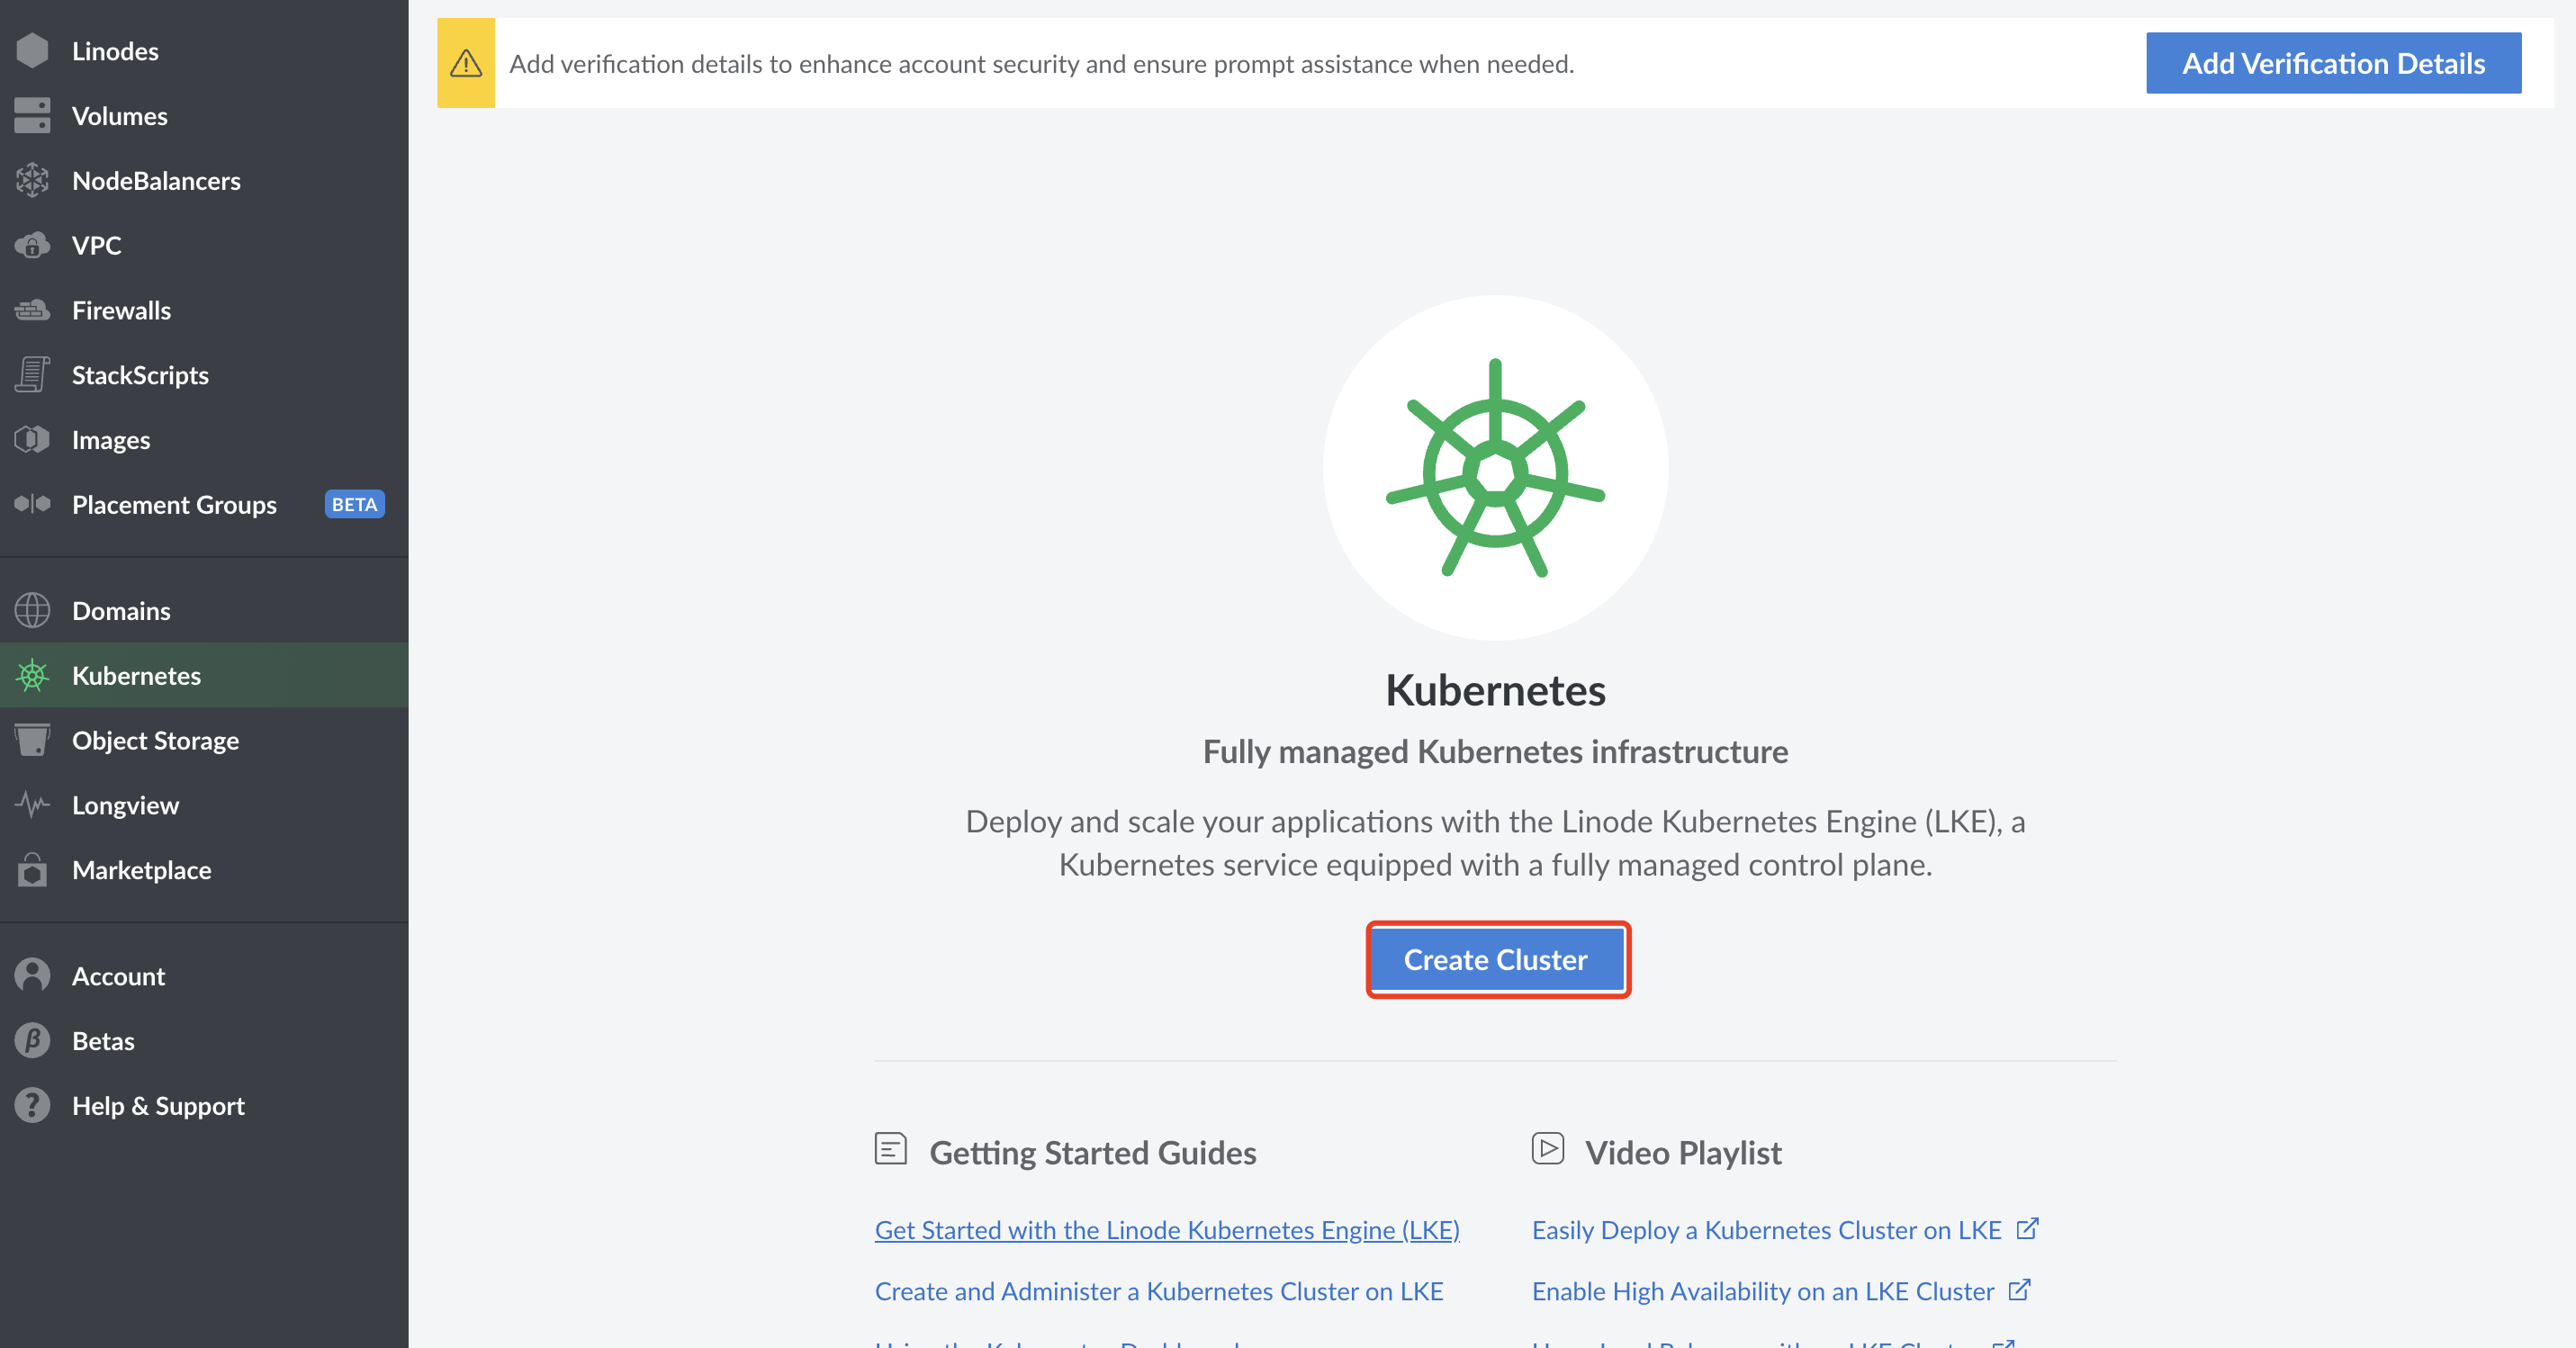 Linodes
Volumes
NodeBalancers
VPC
Firewalls
StackScripts
Images
Placement Groups BETA
Domains
Kubernetes
Object Storage
Longview
Marketplace
Account
Betas
Help & Support
Add verification details to enhance account security and ensure prompt assistance when needed.
Add Verification Details
Kubernetes
Fully managed Kubernetes infrastructure
Deploy and scale your applications with the Linode Kubernetes Engine (LKE), a
Kubernetes service equipped with a fully managed control plane.
Create Cluster
Getting Started Guides
Get Started with the Linode Kubernetes Engine (LKE)
Create and Administer a Kubernetes Cluster on LKE
Video Playlist
Easily Deploy a Kubernetes Cluster on LKE
Enable High Availability on an LKE Cluster